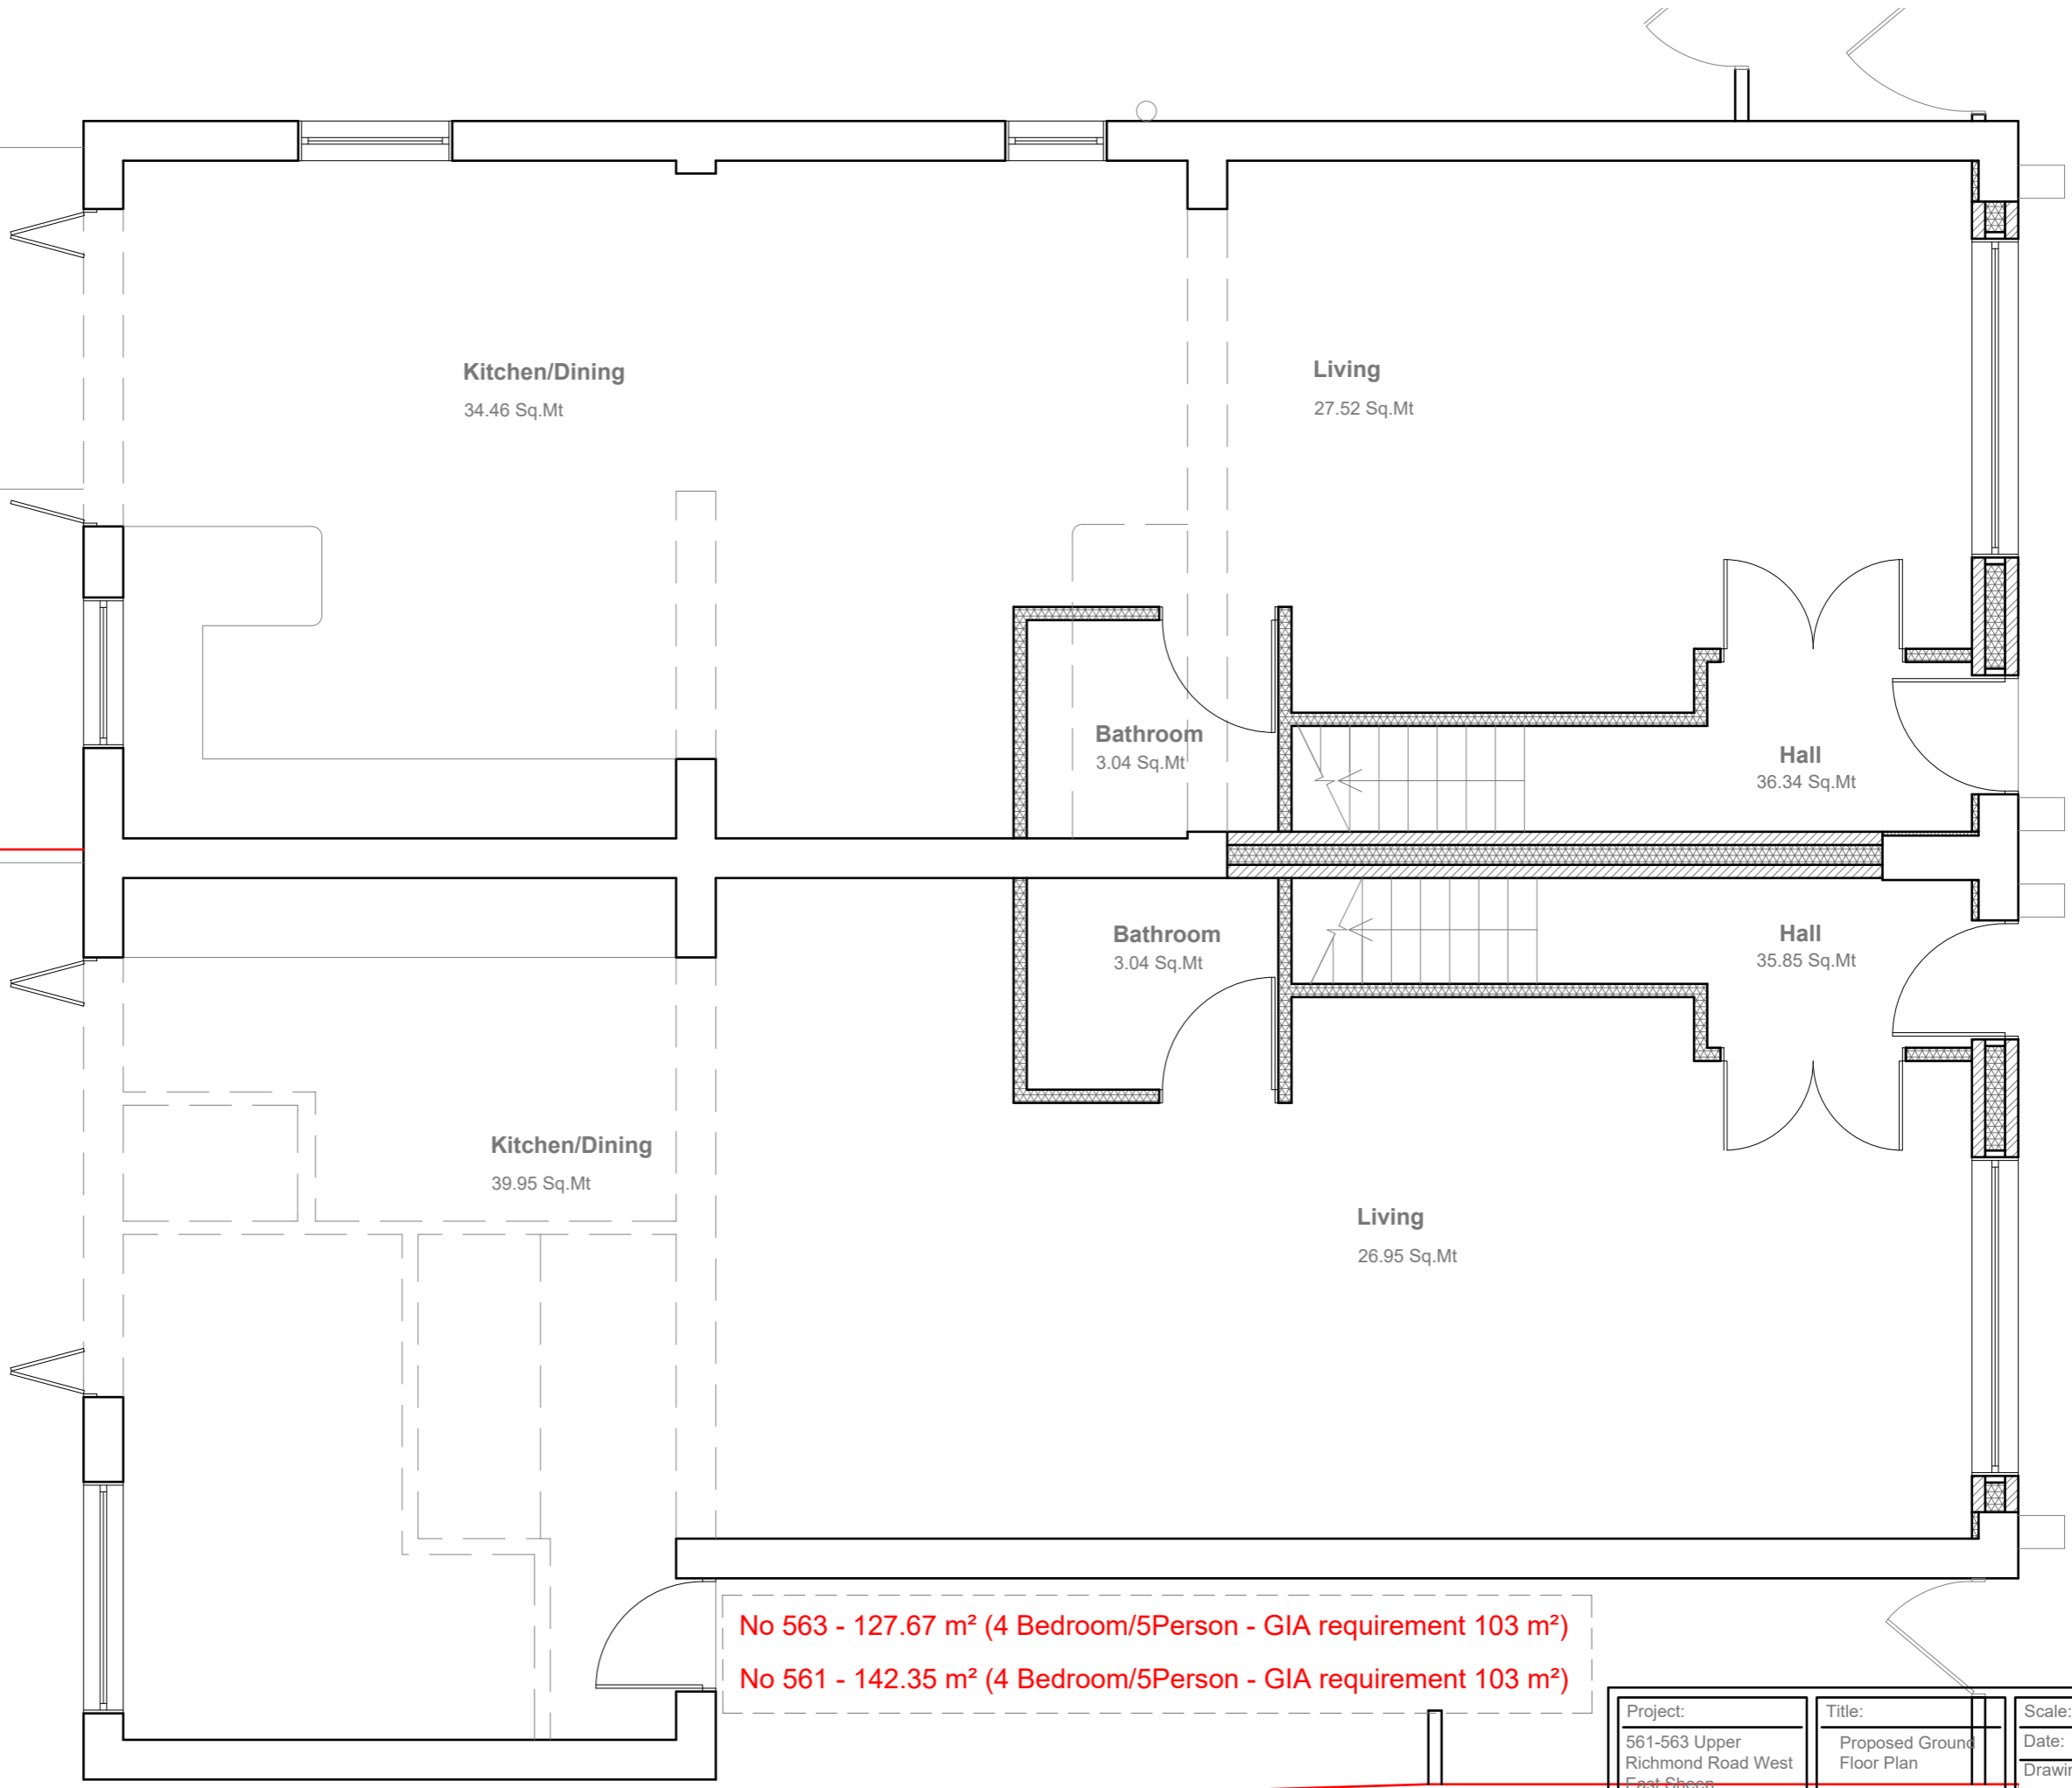 Kitchen/Dining
34.46 Sq.Mt
Living
27.52 Sq.Mt
Bathroom
3.04 Sq.Mt
Hall
36.34 Sq.Mt
Bathroom
3.04 Sq.Mt
Hall
35.85 Sq.Mt
Kitchen/Dining
39.95 Sq.Mt
Living
26.95 Sq.Mt
No 563 - 127.67 m² (4 Bedroom/5Person - GIA requirement 103 m²)
No 561 - 142.35 m² (4 Bedroom/5Person - GIA requirement 103 m²)
Project:
561-563 Upper
Richmond Road West
East Sheen
Title:
Proposed Ground
Floor Plan
Scale:
Date: